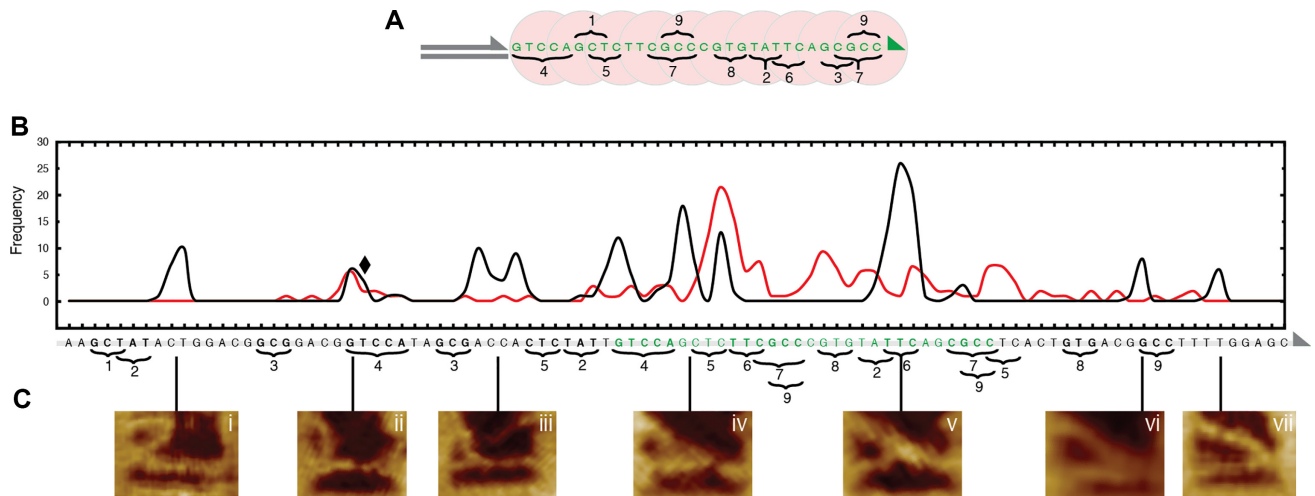 A
1 9 9
GTCCAGCTCTTCGCCCGTGTATTCAGCGCC
4 5 7 8 2 6 3 7
B
Frequency
30
25
20
15
10
5
0
AAGCTATACTGGACGGCGGACGGTCCATAGCGACCACTCTATTGTCCAGCTCTTCGCCCGTGTATTCAGCGCCTCACTGTGACGGCCTTTTGGAGC
1 2 3 4 3 5 2 4 5 6 7 8 2 6 7 5 8 9
9 9
C
i ii iii iv v vi vii